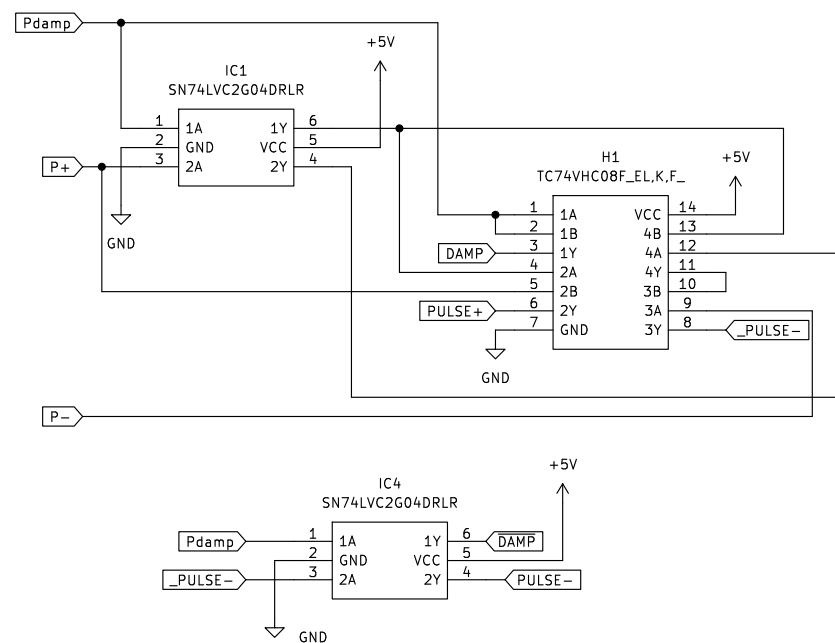 Pdamp
+5V
IC1
SN74LVC2G04DRLR
1 1A 1Y 6
2 GND VCC 5
3 2A 2Y 4
P+
GND
H1
TC74VHC08F_EL,K,F_
+5V
1 1A VCC 14
2 1B 4B 13
DAMP 3 1Y 4A 12
4 2A 4Y 11
5 2B 3B 10
PULSE+ 6 2Y 3A 9
7 GND 3Y 8 _PULSE-
GND
P-
+5V
IC4
SN74LVC2G04DRLR
Pdamp 1 1A 1Y 6 DAMP
2 GND VCC 5
_PULSE- 3 2A 2Y 4 PULSE-
GND